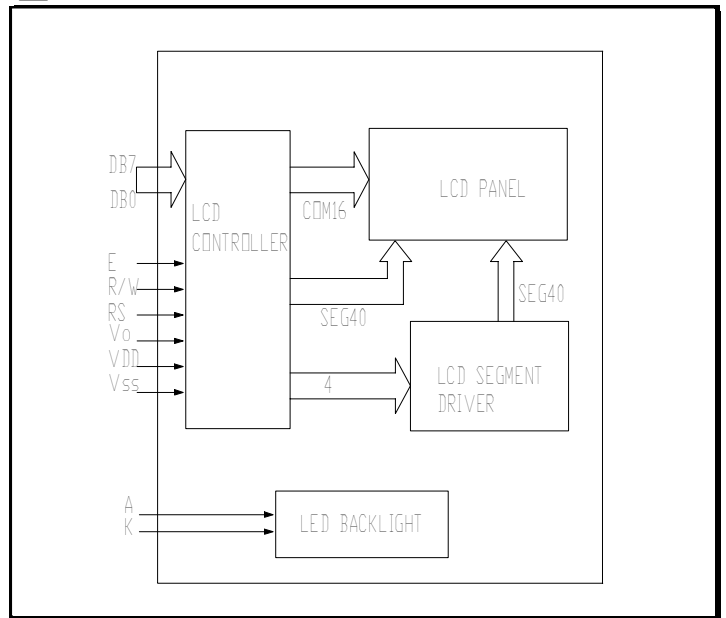 DB7
DB0
E
R/W
RS
Vo
VDD
Vss
LCD
CONTROLLER
COM16
SEG40
4
LCD PANEL
SEG40
LCD SEGMENT
DRIVER
A
K
LED BACKLIGHT